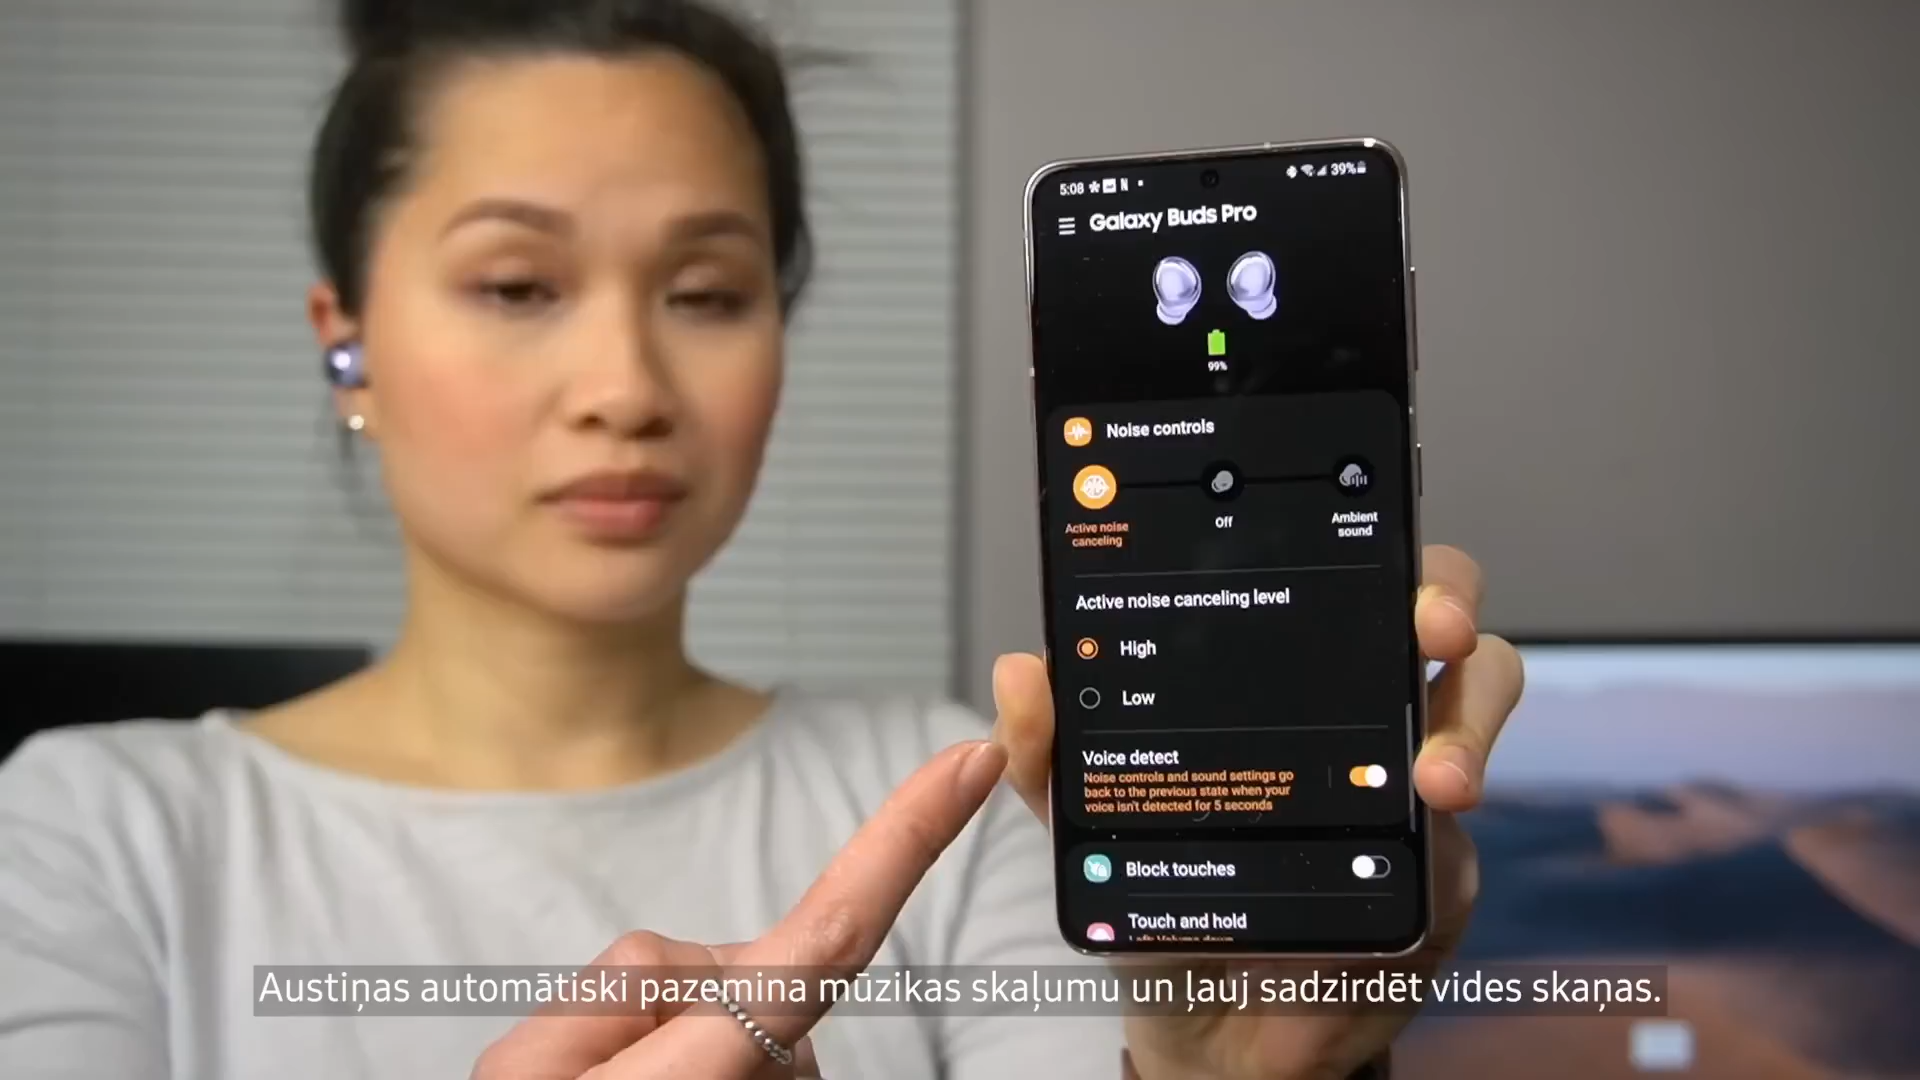 5:08
39%
Galaxy Buds Pro
99%
Noise controls
Active noise canceling
Off
Ambient sound
Active noise canceling level
High
Low
Voice detect
Noise controls and sound settings go
back to the previous state when your
voice isn't detected for 5 seconds
Block touches
Touch and hold
Left: Volume down
Austiņas automātiski pazemina mūzikas skaļumu un ļauj sadzirdēt vides skaņas.